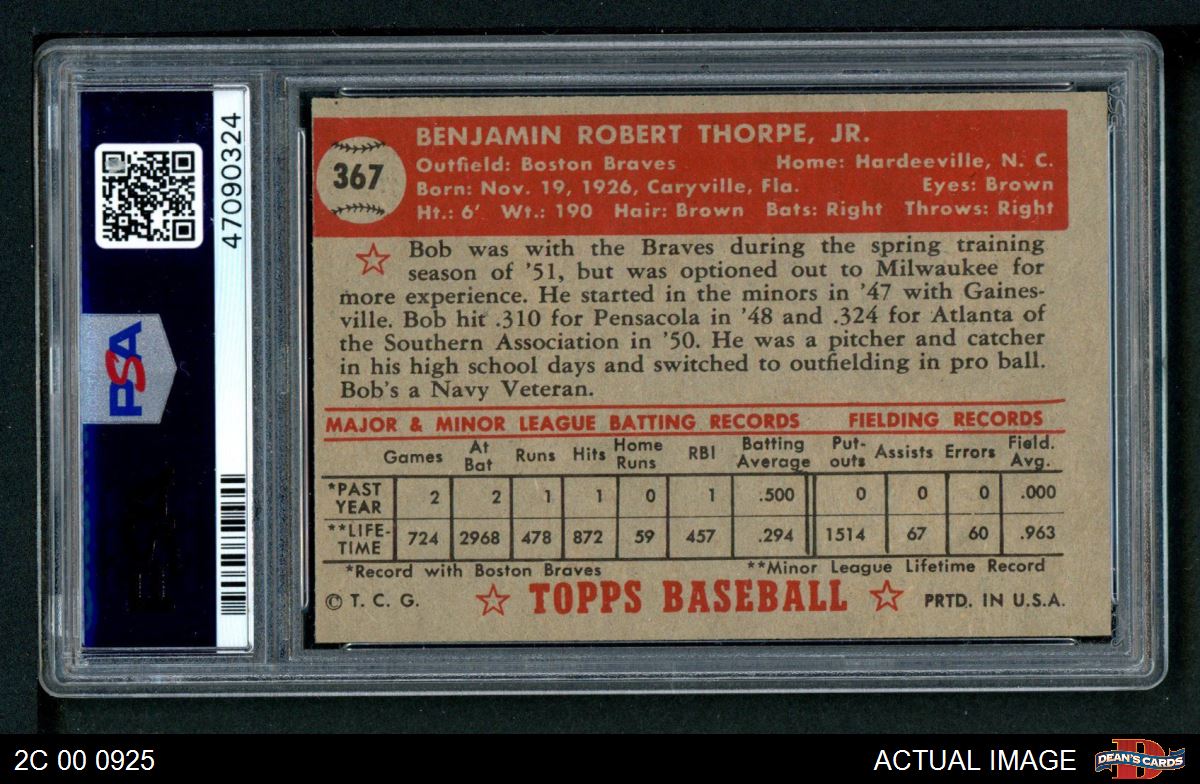 47090324
PSA
367
BENJAMIN ROBERT THORPE, JR.
Outfield: Boston Braves Home: Hardeeville, N. C.
Born: Nov. 19, 1926, Caryville, Fla. Eyes: Brown
Ht.: 6' Wt.: 190 Hair: Brown Bats: Right Throws: Right
Bob was with the Braves during the spring training
season of '51, but was optioned out to Milwaukee for
more experience. He started in the minors in '47 with Gaines-
ville. Bob hit .310 for Pensacola in '48 and .324 for Atlanta of
the Southern Association in '50. He was a pitcher and catcher
in his high school days and switched to outfielding in pro ball.
Bob's a Navy Veteran.
MAJOR & MINOR LEAGUE BATTING RECORDS FIELDING RECORDS
Games At Bat Runs Hits Home Runs RBI Batting Average Put-outs Assists Errors Field. Avg.
*PAST YEAR 2 2 1 1 0 1 .500 0 0 0 .000
**LIFE-TIME 724 2968 478 872 59 457 .294 1514 67 60 .963
*Record with Boston Braves **Minor League Lifetime Record
© T. C. G. TOPPS BASEBALL PRTD. IN U.S.A.
2C 00 0925 ACTUAL IMAGE D DEAN'S CARDS